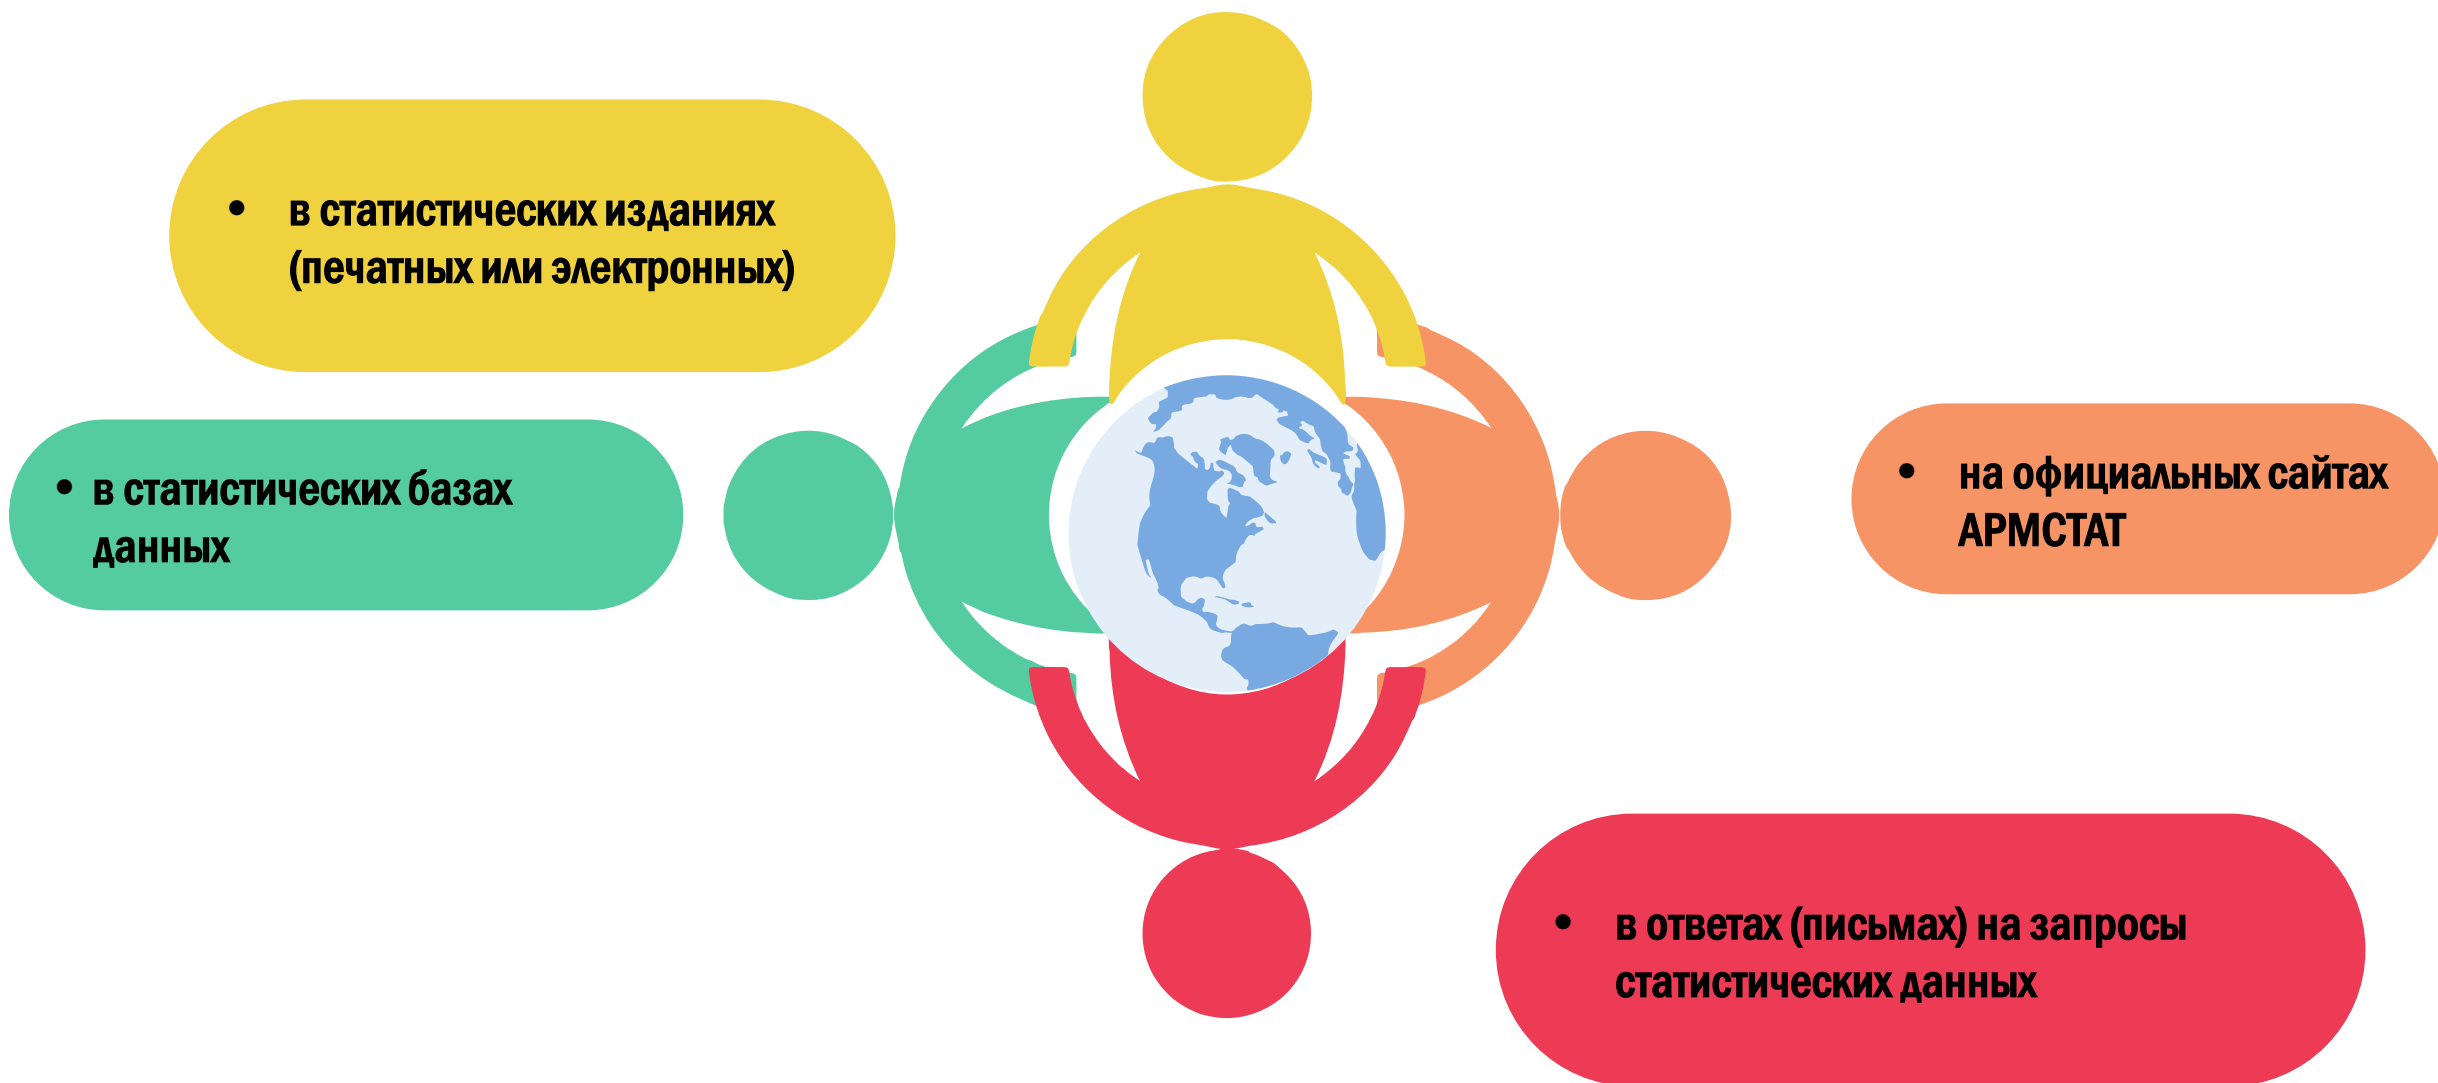 • в статистических изданиях
(печатных или электронных)
• в статистических базах
данных
• на официальных сайтах
АРМСТАТ
• в ответах (письмах) на запросы
статистических данных